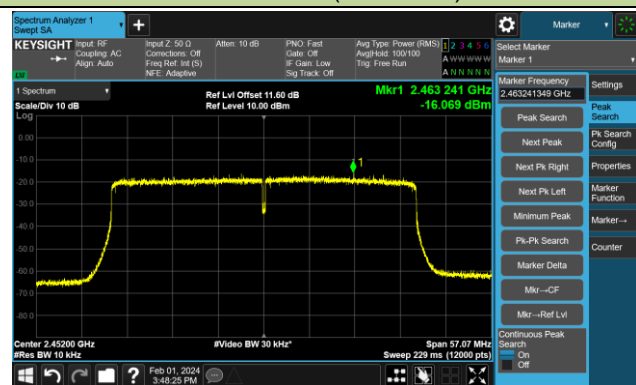 Spectrum Analyzer 1
Swept SA
Marker
KEYSIGHT
Input: RF
Coupling: AC
Align: Auto
Input Z: 50 Ω
Corrections: Off
Freq Ref: Int (S)
NFE: Adaptive
Atten: 10 dB
PNO: Fast
Gate: Off
IF Gain: Low
Sig Track: Off
Avg Type: Power (RMS)
Avg|Hold: 100/100
Trig: Free Run
1 2 3 4 5 6
A W W W W W
A N N N N N
Select Marker
Marker 1
LW
1 Spectrum
Scale/Div 10 dB
Log
Ref Lvl Offset 11.60 dB
Ref Level 10.00 dBm
Mkr1 2.463 241 GHz
-16.069 dBm
0.00
-10.0
-20.0
-30.0
-40.0
-50.0
-60.0
-70.0
-80.0
1
Center 2.45200 GHz
#Res BW 10 kHz
#Video BW 30 kHz*
Span 57.07 MHz
Sweep 229 ms (12000 pts)
Marker Frequency
2.463241349 GHz
Peak Search
Next Peak
Next Pk Right
Next Pk Left
Minimum Peak
Pk-Pk Search
Marker Delta
Mkr→CF
Mkr→Ref Lvl
Continuous Peak
Search
On
Off
Settings
Peak
Search
Pk Search
Config
Properties
Marker
Function
Marker→
Counter
Feb 01, 2024
3:48:25 PM